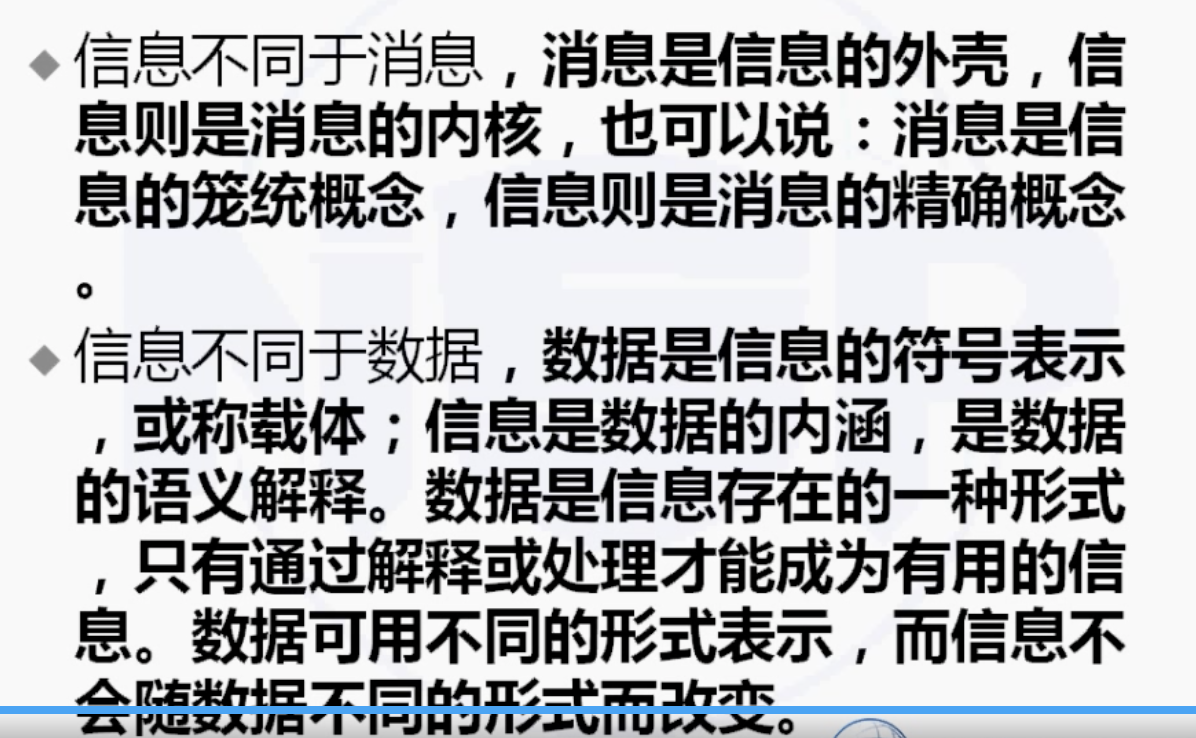 信息不同于消息，消息是信息的外壳，信
息则是消息的内核，也可以说：消息是信
息的笼统概念，信息则是消息的精确概念
。
信息不同于数据，数据是信息的符号表示
，或称载体；信息是数据的内涵，是数据
的语义解释。数据是信息存在的一种形式
，只有通过解释或处理才能成为有用的信
息。数据可用不同的形式表示，而信息不
会随数据不同的形式而改变。